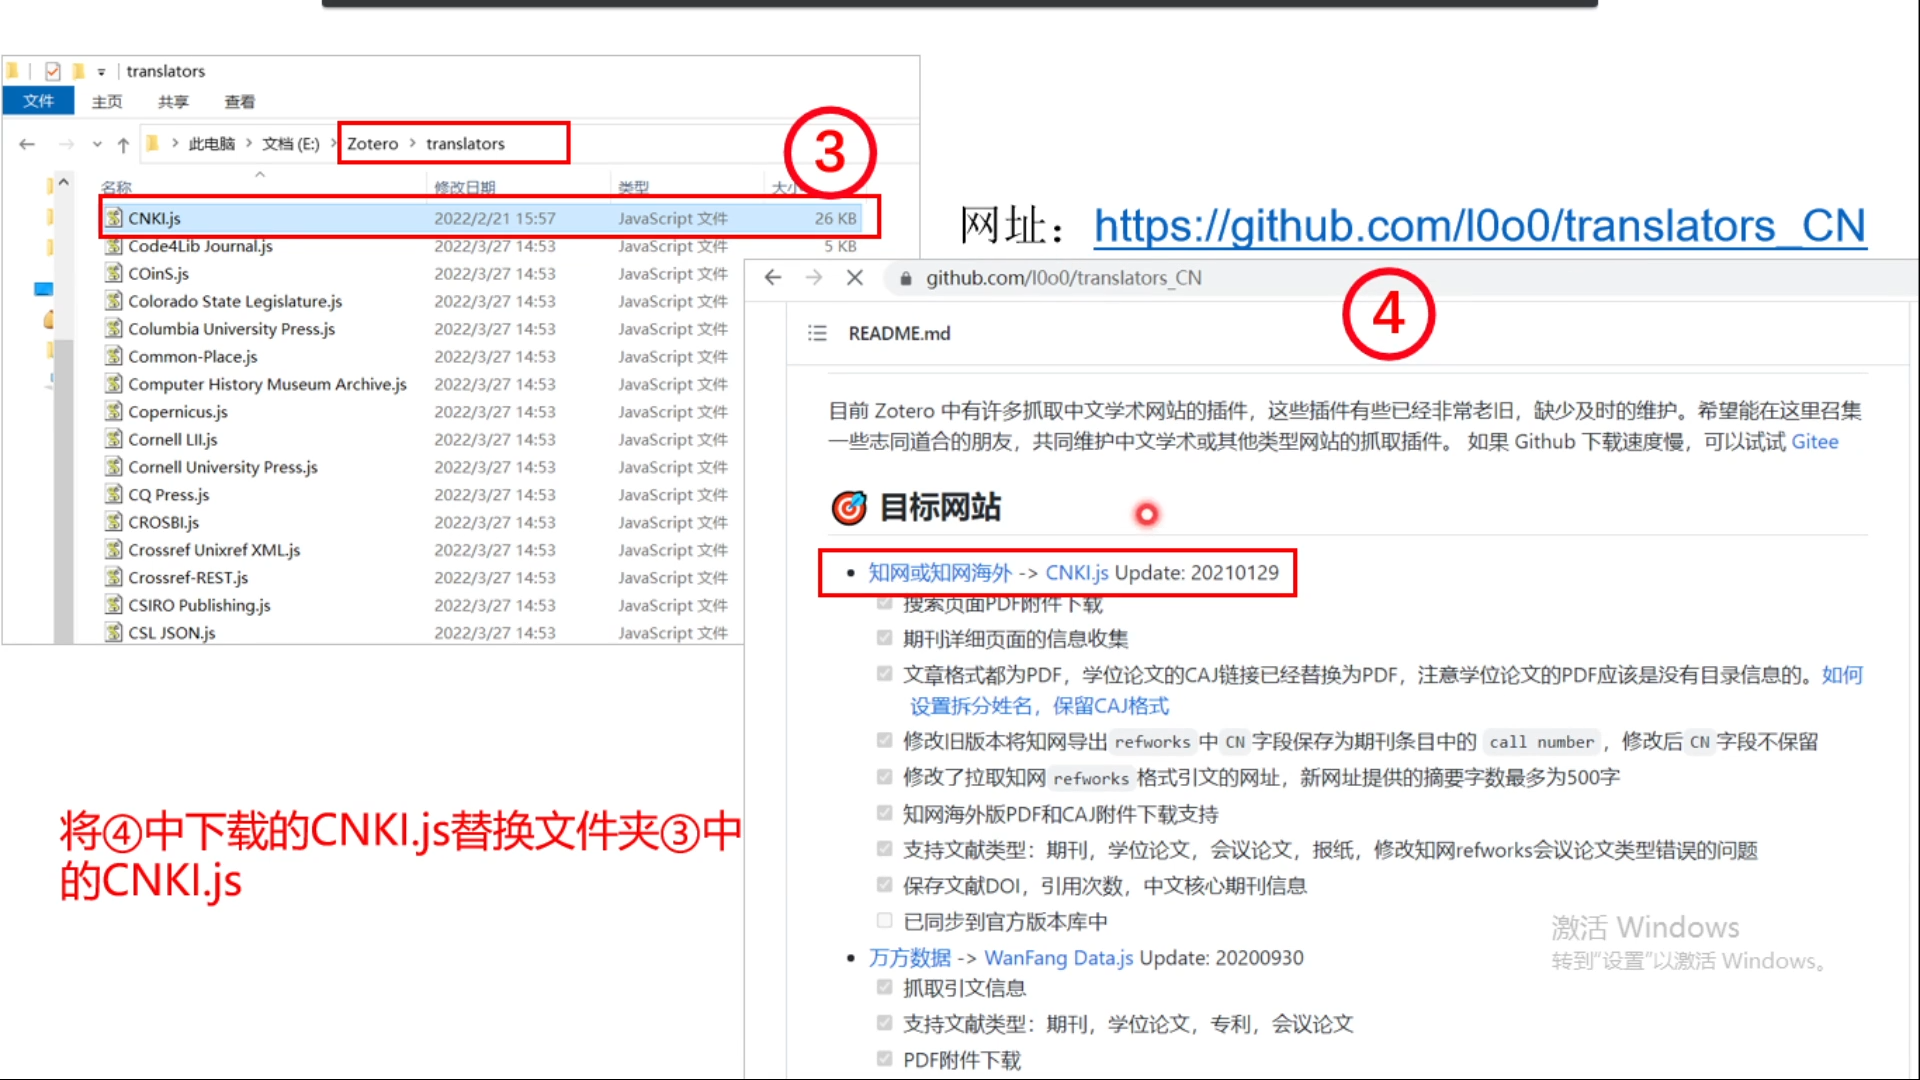 translators
文件 主页 共享 查看
此电脑 > 文档 (E:) > Zotero > translators
③
名称 修改日期 类型 大小
CNKI.js 2022/2/21 15:57 JavaScript 文件 26 KB
Code4Lib Journal.js 2022/3/27 14:53 JavaScript 文件 5 KB
COinS.js 2022/3/27 14:53 JavaScript 文件
Colorado State Legislature.js 2022/3/27 14:53 JavaScript 文件
Columbia University Press.js 2022/3/27 14:53 JavaScript 文件
Common-Place.js 2022/3/27 14:53 JavaScript 文件
Computer History Museum Archive.js 2022/3/27 14:53 JavaScript 文件
Copernicus.js 2022/3/27 14:53 JavaScript 文件
Cornell LII.js 2022/3/27 14:53 JavaScript 文件
Cornell University Press.js 2022/3/27 14:53 JavaScript 文件
CQ Press.js 2022/3/27 14:53 JavaScript 文件
CROSBI.js 2022/3/27 14:53 JavaScript 文件
Crossref Unixref XML.js 2022/3/27 14:53 JavaScript 文件
Crossref-REST.js 2022/3/27 14:53 JavaScript 文件
CSIRO Publishing.js 2022/3/27 14:53 JavaScript 文件
CSL JSON.js 2022/3/27 14:53 JavaScript 文件
网址：https://github.com/l0o0/translators_CN
github.com/l0o0/translators_CN
④
README.md
目前 Zotero 中有许多抓取中文学术网站的插件，这些插件有些已经非常老旧，缺少及时的维护。希望能在这里召集
一些志同道合的朋友，共同维护中文学术或其他类型网站的抓取插件。 如果 Github 下载速度慢，可以试试 Gitee
目标网站
知网或知网海外 -> CNKI.js Update: 20210129
搜索页面PDF附件下载
期刊详细页面的信息收集
文章格式都为PDF，学位论文的CAJ链接已经替换为PDF，注意学位论文的PDF应该是没有目录信息的。如何
设置拆分姓名，保留CAJ格式
修改旧版本将知网导出 refworks 中 CN 字段保存为期刊条目中的 call number ，修改后 CN 字段不保留
修改了拉取知网 refworks 格式引文的网址，新网址提供的摘要字数最多为500字
知网海外版PDF和CAJ附件下载支持
支持文献类型：期刊，学位论文，会议论文，报纸，修改知网refworks会议论文类型错误的问题
保存文献DOI，引用次数，中文核心期刊信息
已同步到官方版本库中
万方数据 -> WanFang Data.js Update: 20200930
抓取引文信息
支持文献类型：期刊，学位论文，专利，会议论文
PDF附件下载
将④中下载的CNKI.js替换文件夹③中
的CNKI.js
激活 Windows
转到"设置"以激活 Windows。